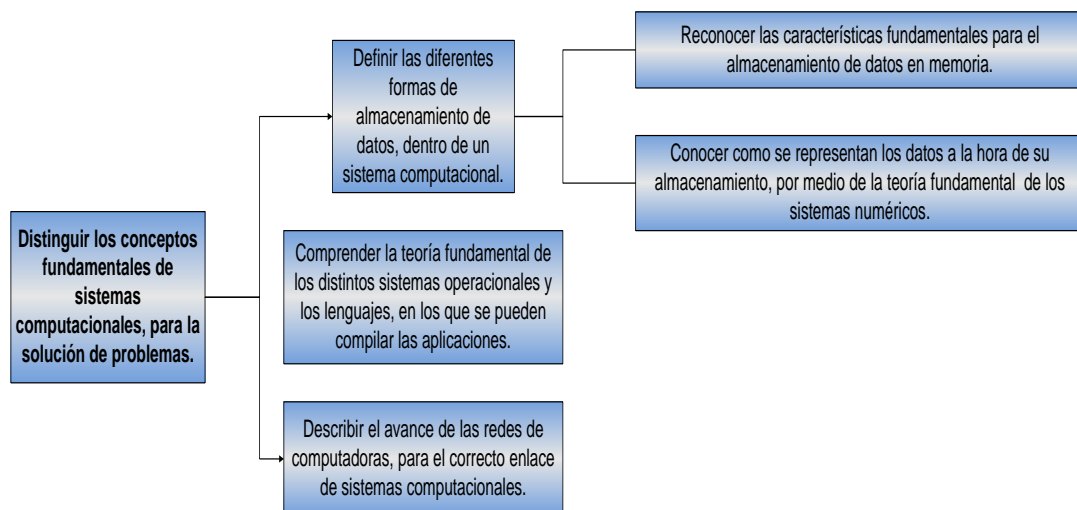 Distinguir los conceptos
fundamentales de
sistemas
computacionales, para la
solución de problemas.
Definir las diferentes
formas de
almacenamiento de
datos, dentro de un
sistema computacional.
Reconocer las características fundamentales para el
almacenamiento de datos en memoria.
Conocer como se representan los datos a la hora de su
almacenamiento, por medio de la teoría fundamental de los
sistemas numéricos.
Comprender la teoría fundamental de
los distintos sistemas operacionales y
los lenguajes, en los que se pueden
compilar las aplicaciones.
Describir el avance de las redes de
computadoras, para el correcto enlace
de sistemas computacionales.